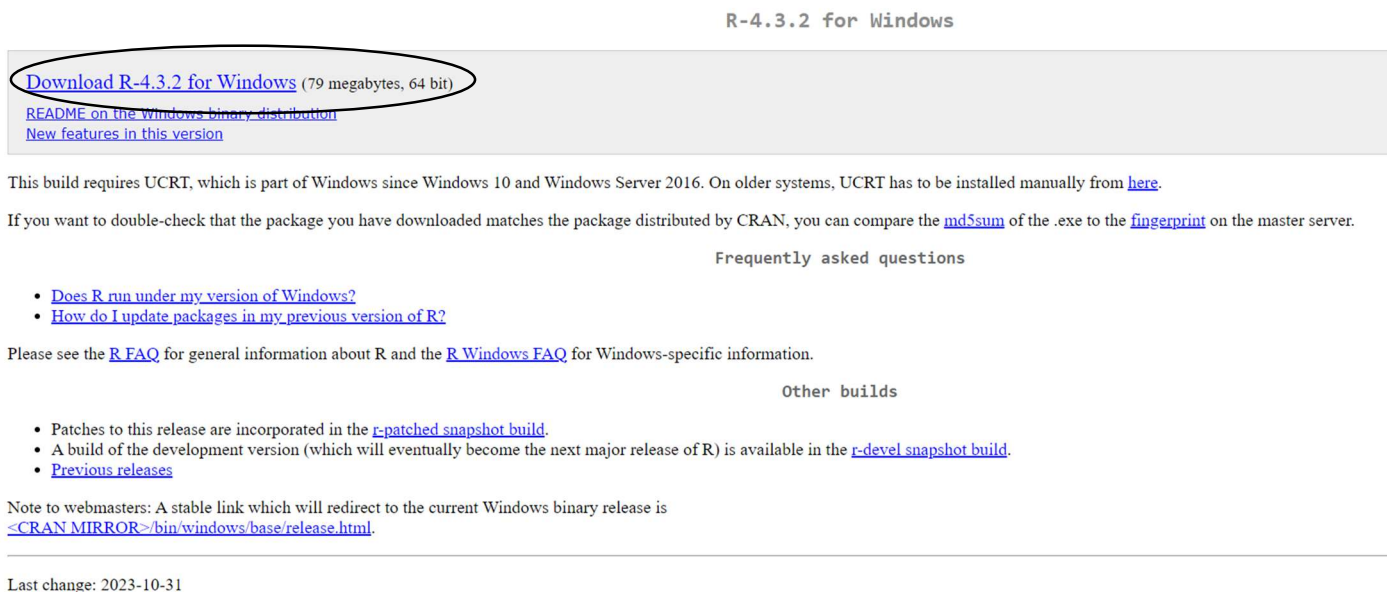 R-4.3.2 for Windows
Download R-4.3.2 for Windows (79 megabytes, 64 bit)
README on the Windows binary distribution
New features in this version
This build requires UCRT, which is part of Windows since Windows 10 and Windows Server 2016. On older systems, UCRT has to be installed manually from here.
If you want to double-check that the package you have downloaded matches the package distributed by CRAN, you can compare the md5sum of the .exe to the fingerprint on the master server.
Frequently asked questions
• Does R run under my version of Windows?
• How do I update packages in my previous version of R?
Please see the R FAQ for general information about R and the R Windows FAQ for Windows-specific information.
Other builds
• Patches to this release are incorporated in the r-patched snapshot build.
• A build of the development version (which will eventually become the next major release of R) is available in the r-devel snapshot build.
• Previous releases
Note to webmasters: A stable link which will redirect to the current Windows binary release is
<CRAN MIRROR>/bin/windows/base/release.html.
Last change: 2023-10-31